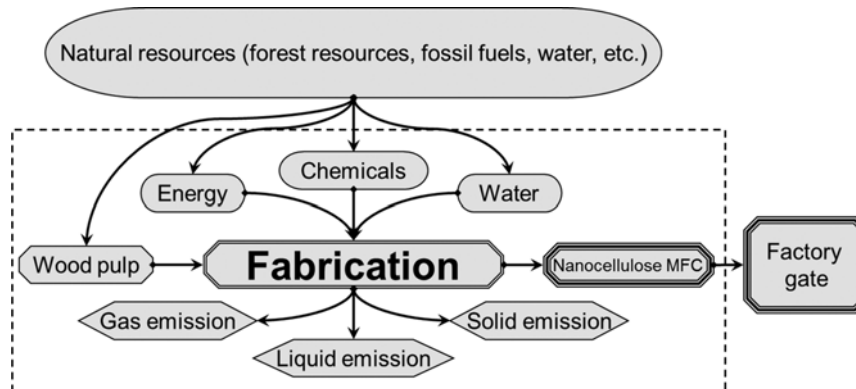 Natural resources (forest resources, fossil fuels, water, etc.)
Chemicals
Energy
Water
Wood pulp
Fabrication
Nanocellulose MFC
Factory
gate
Gas emission
Solid emission
Liquid emission